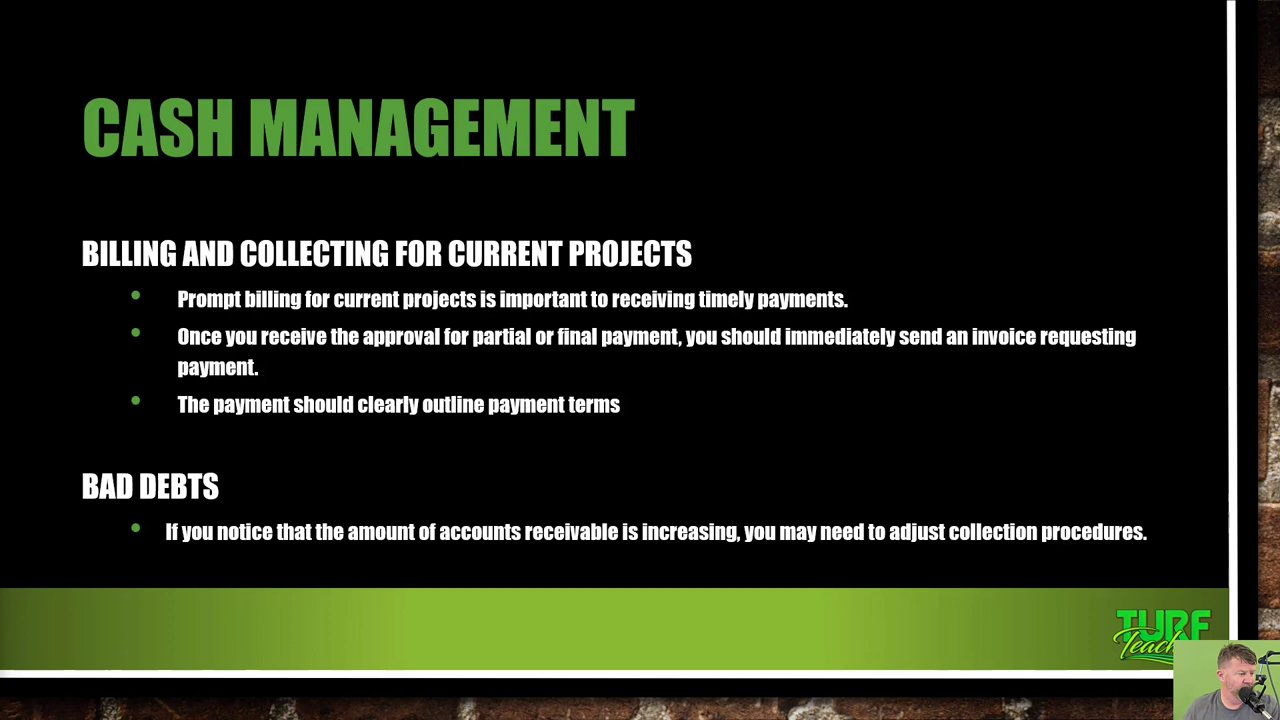 CASH MANAGEMENT
BILLING AND COLLECTING FOR CURRENT PROJECTS
Prompt billing for current projects is important to receiving timely payments.
Once you receive the approval for partial or final payment, you should immediately send an invoice requesting
payment.
The payment should clearly outline payment terms
BAD DEBTS
If you notice that the amount of accounts receivable is increasing, you may need to adjust collection procedures.
TURF